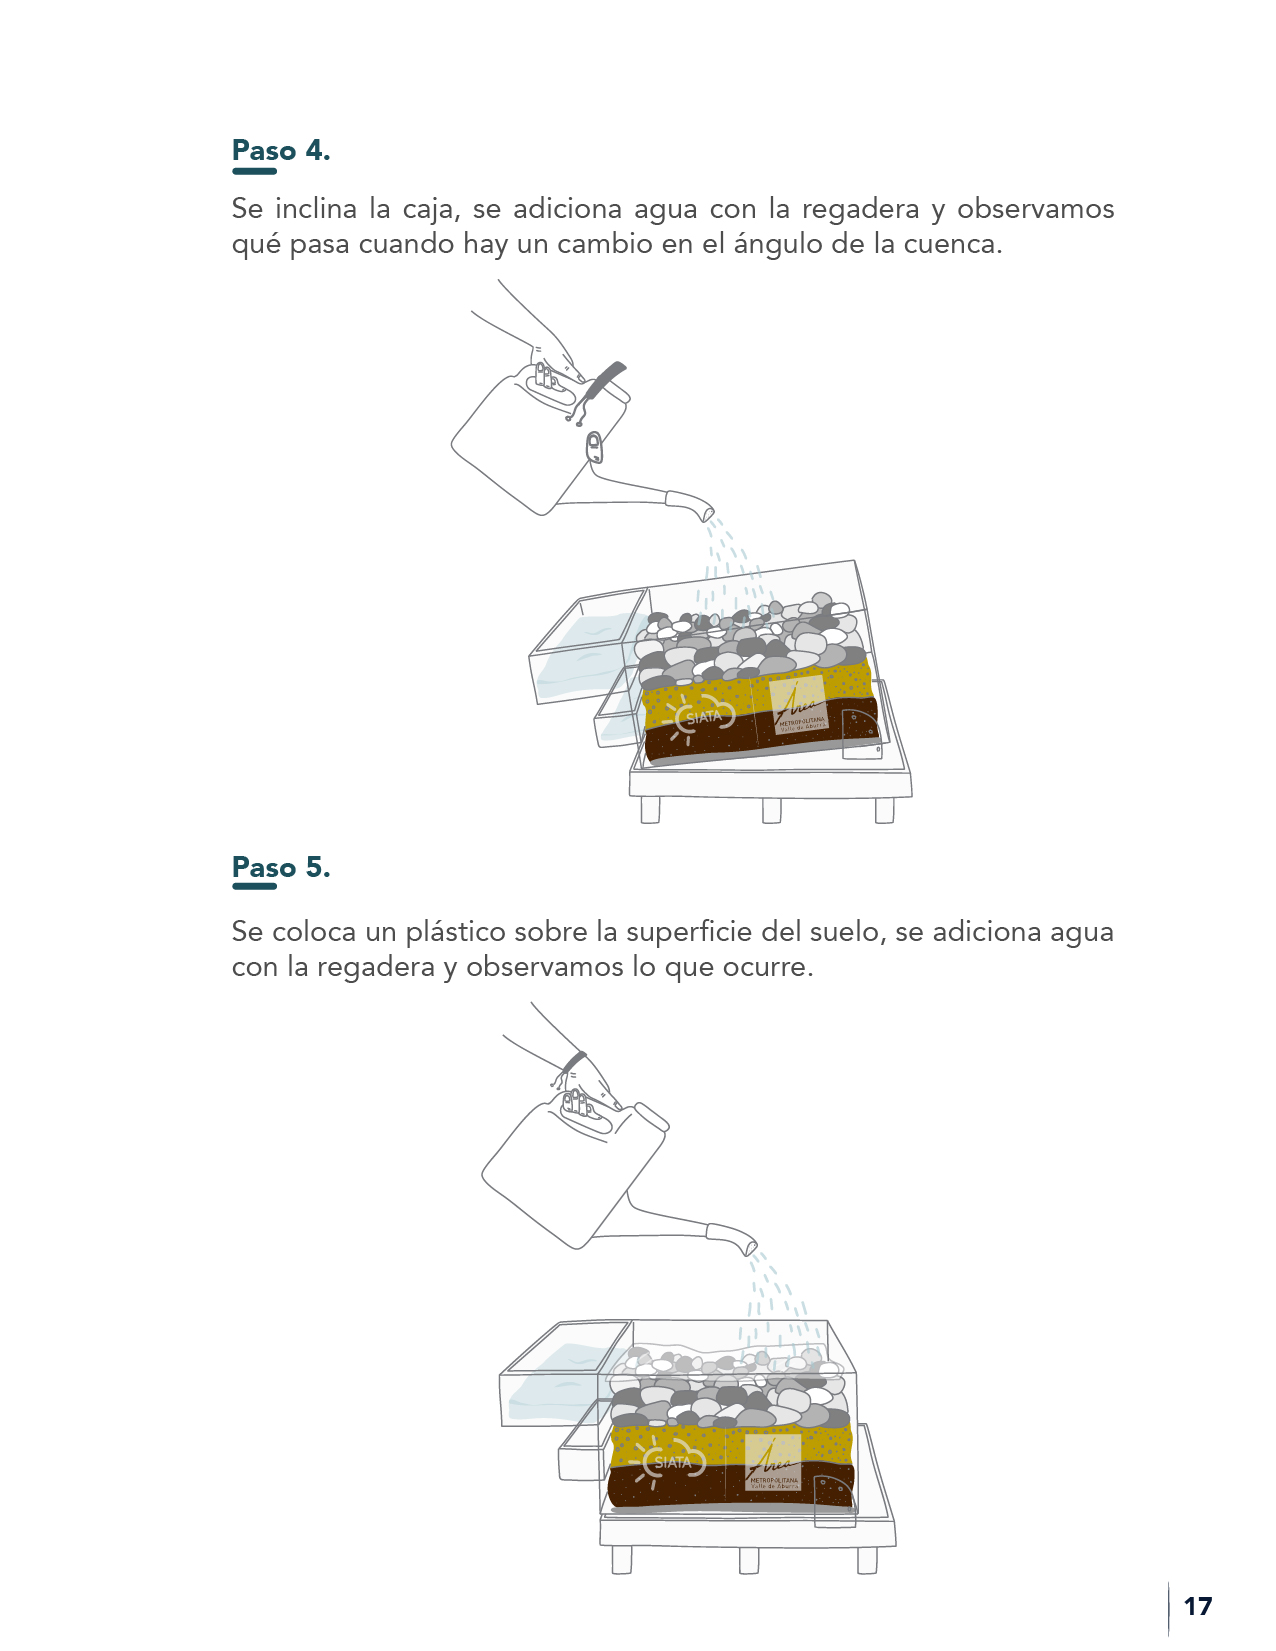 Paso 4.
Se inclina la caja, se adiciona agua con la regadera y observamos
qué pasa cuando hay un cambio en el ángulo de la cuenca.
SIATA
Área
METROPOLITANA
Valle de Aburrá
Paso 5.
Se coloca un plástico sobre la superficie del suelo, se adiciona agua
con la regadera y observamos lo que ocurre.
SIATA
Área
METROPOLITANA
Valle de Aburrá
17